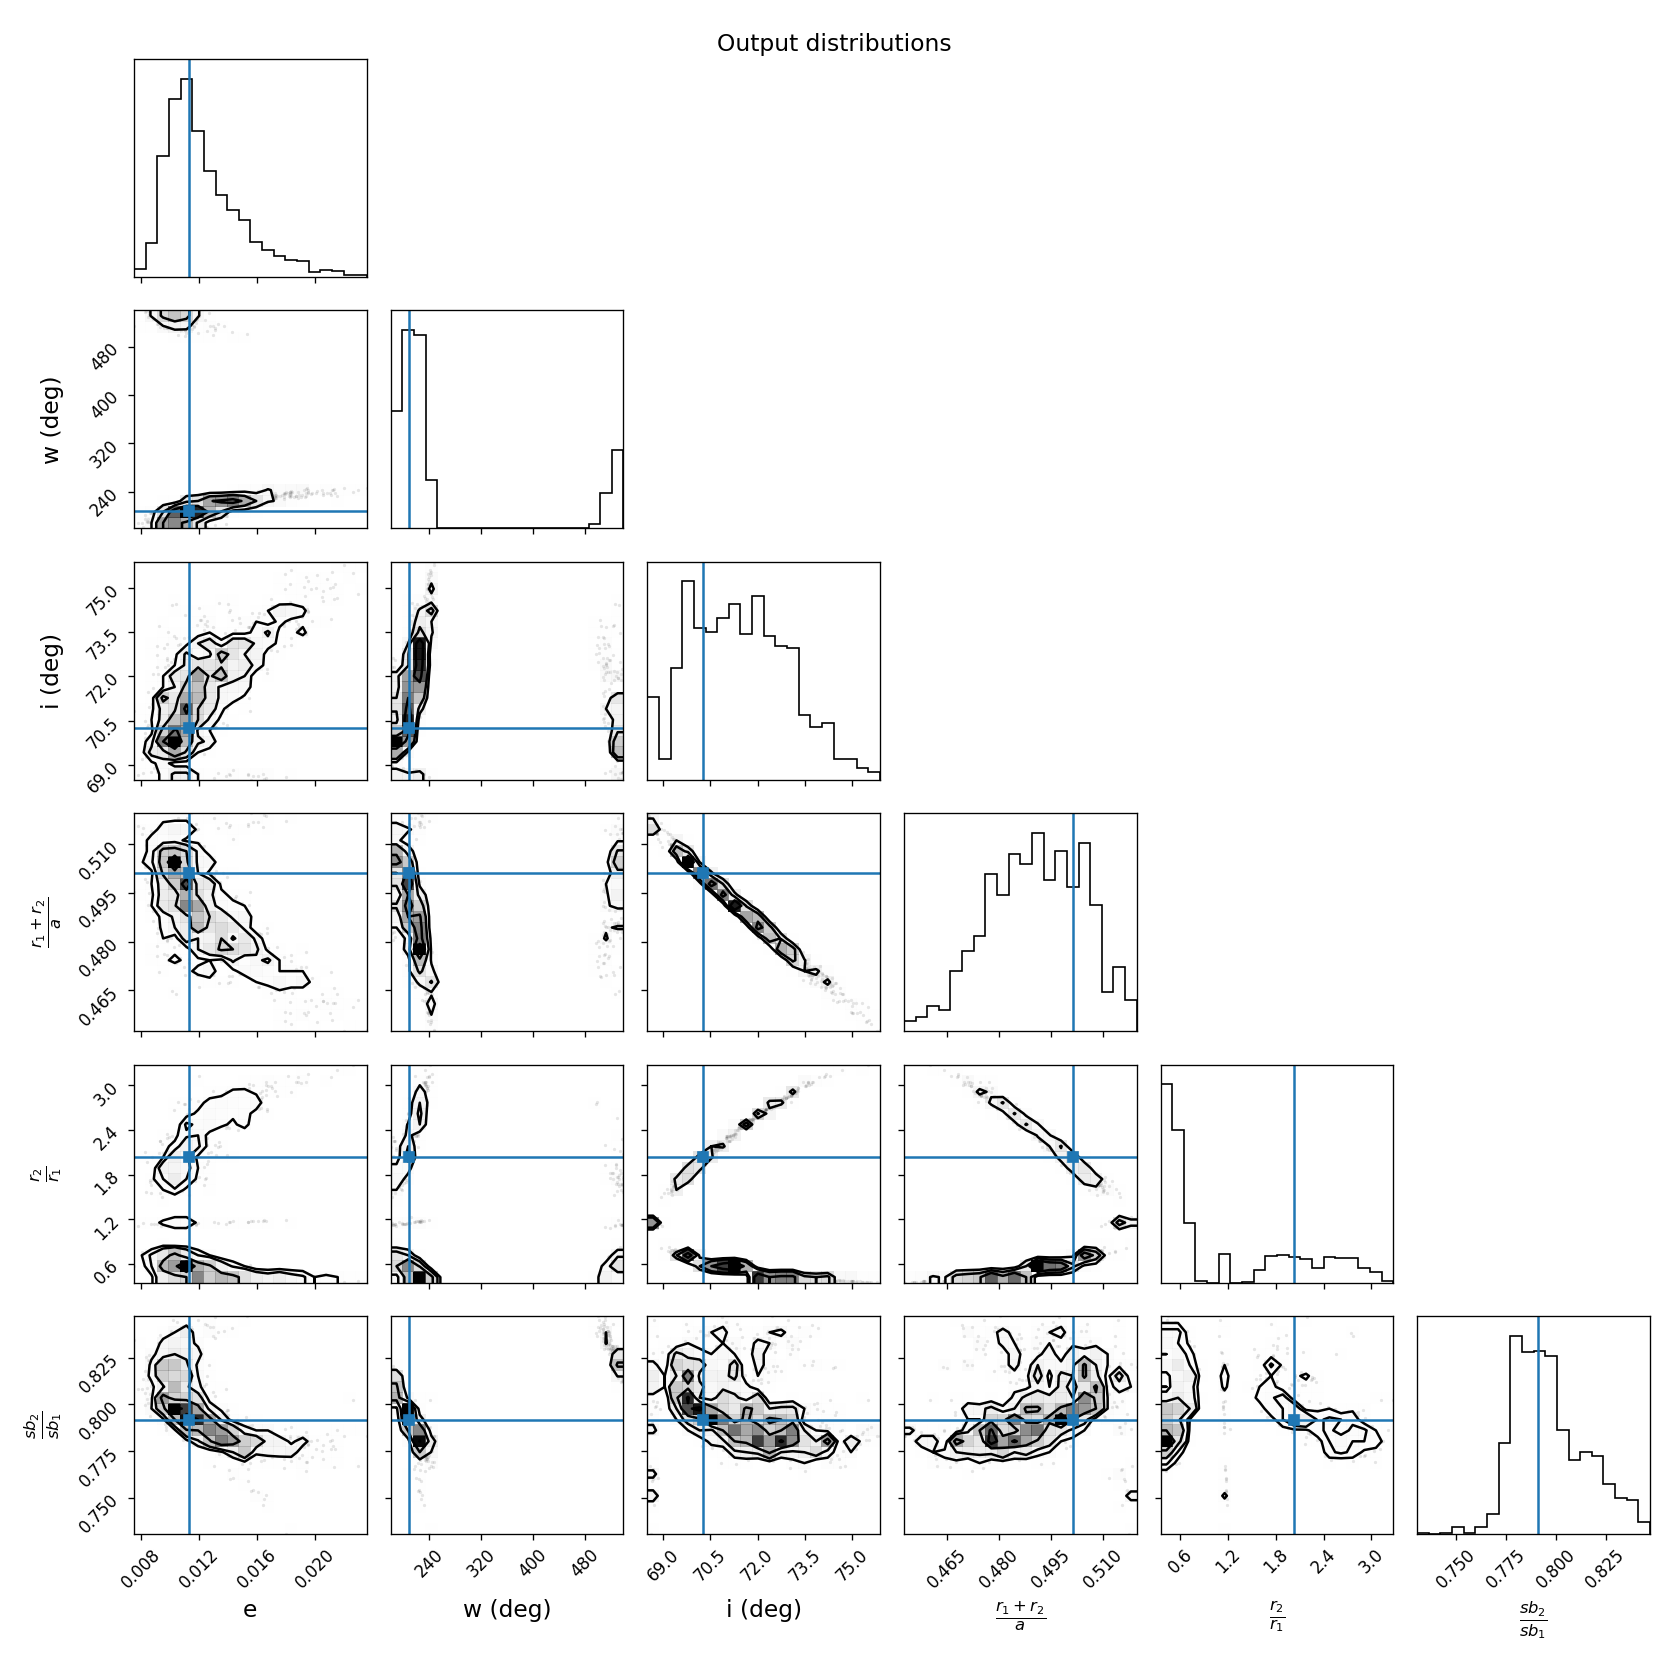 Output distributions
w (deg)
480
400
320
240
i (deg)
75.0
73.5
72.0
70.5
69.0
r₁ + r₂
a
0.510
0.495
0.480
0.465
r₂
r₁
3.0
2.4
1.8
1.2
0.6
sb₂
sb₁
0.825
0.800
0.775
0.750
0.008 0.012 0.016 0.020 240 320 400 480 69.0 70.5 72.0 73.5 75.0 0.465 0.480 0.495 0.510 0.6 1.2 1.8 2.4 3.0 0.750 0.775 0.800 0.825
e w (deg) i (deg) r₁ + r₂ r₂ sb₂
a r₁ sb₁